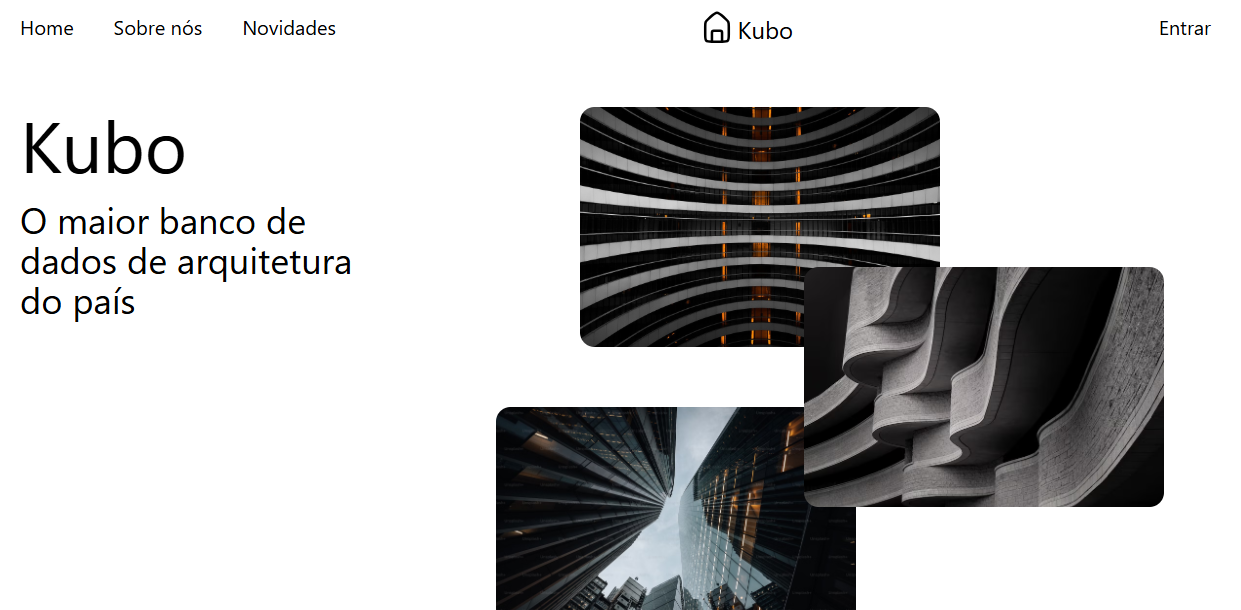 Home
Sobre nós
Novidades
Kubo
Entrar
Kubo
O maior banco de
dados de arquitetura
do país